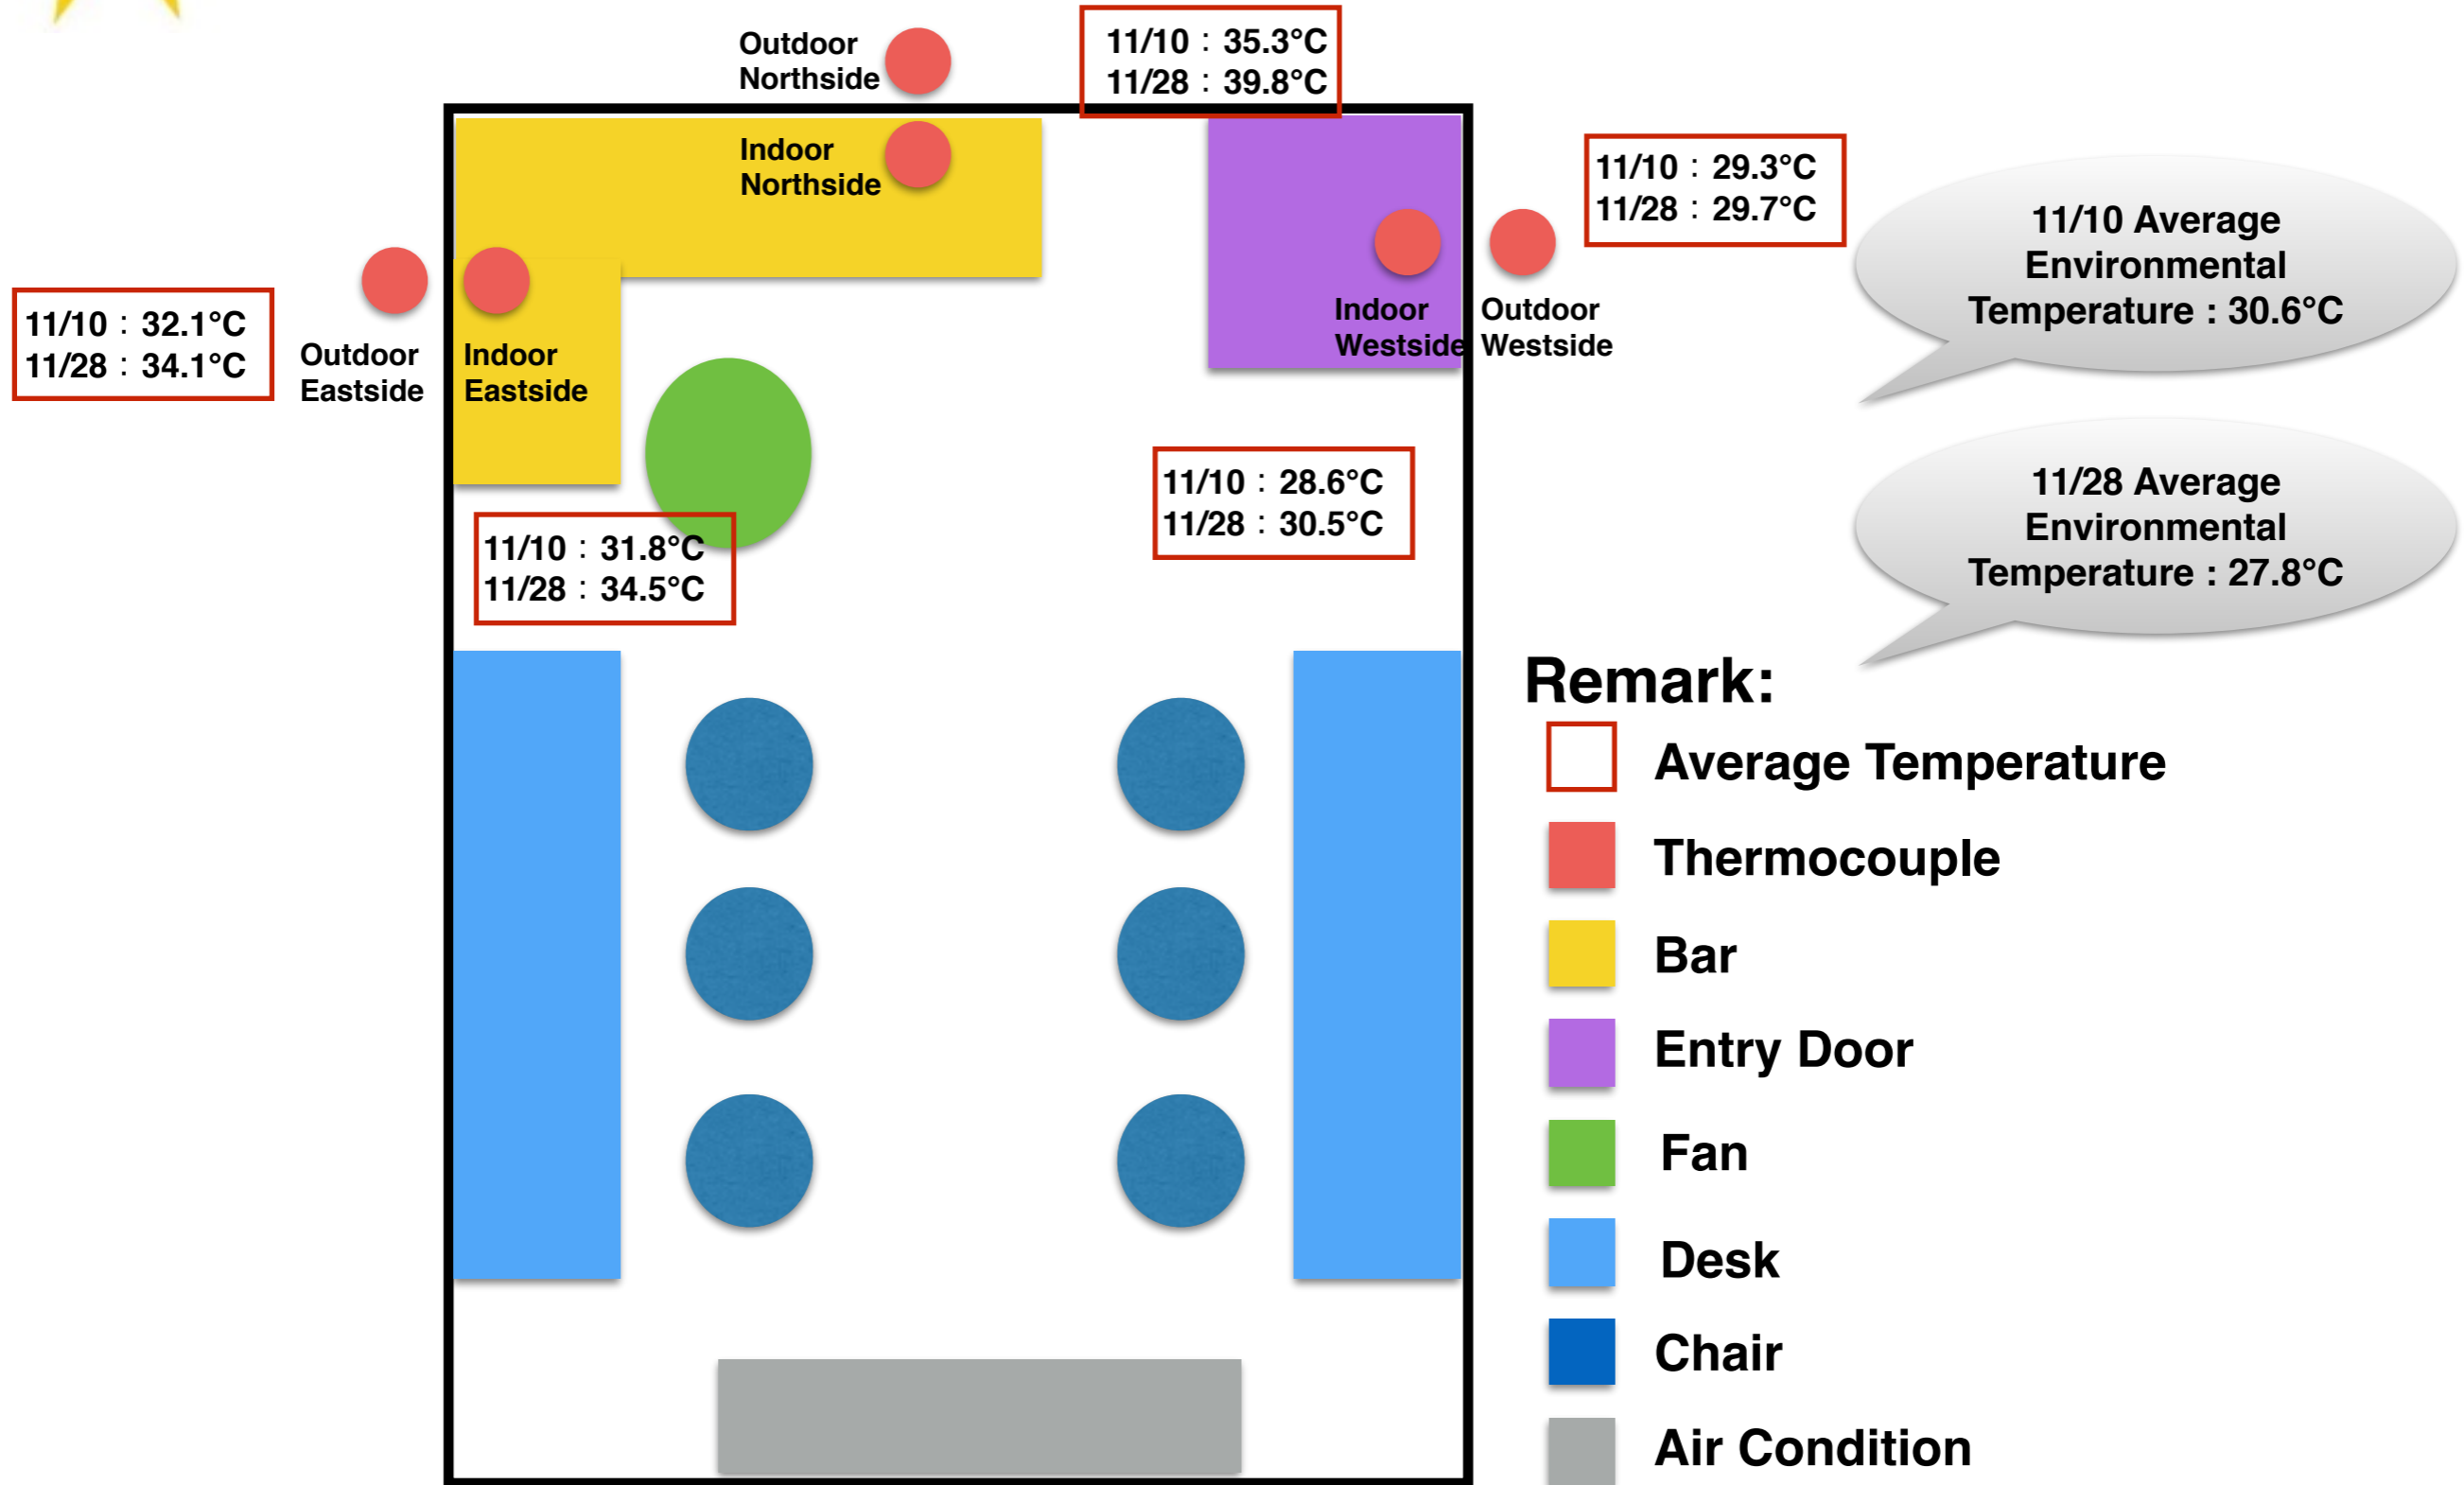 Outdoor
Northside
11/10：35.3°C
11/28：39.8°C
Indoor
Northside
11/10：29.3°C
11/28：29.7°C
11/10 Average
Environmental
Temperature : 30.6°C
11/10：32.1°C
11/28：34.1°C
Outdoor
Eastside
Indoor
Eastside
Indoor
Westside
Outdoor
Westside
11/10：28.6°C
11/28：30.5°C
11/10：31.8°C
11/28：34.5°C
11/28 Average
Environmental
Temperature : 27.8°C
Remark:
Average Temperature
Thermocouple
Bar
Entry Door
Fan
Desk
Chair
Air Condition